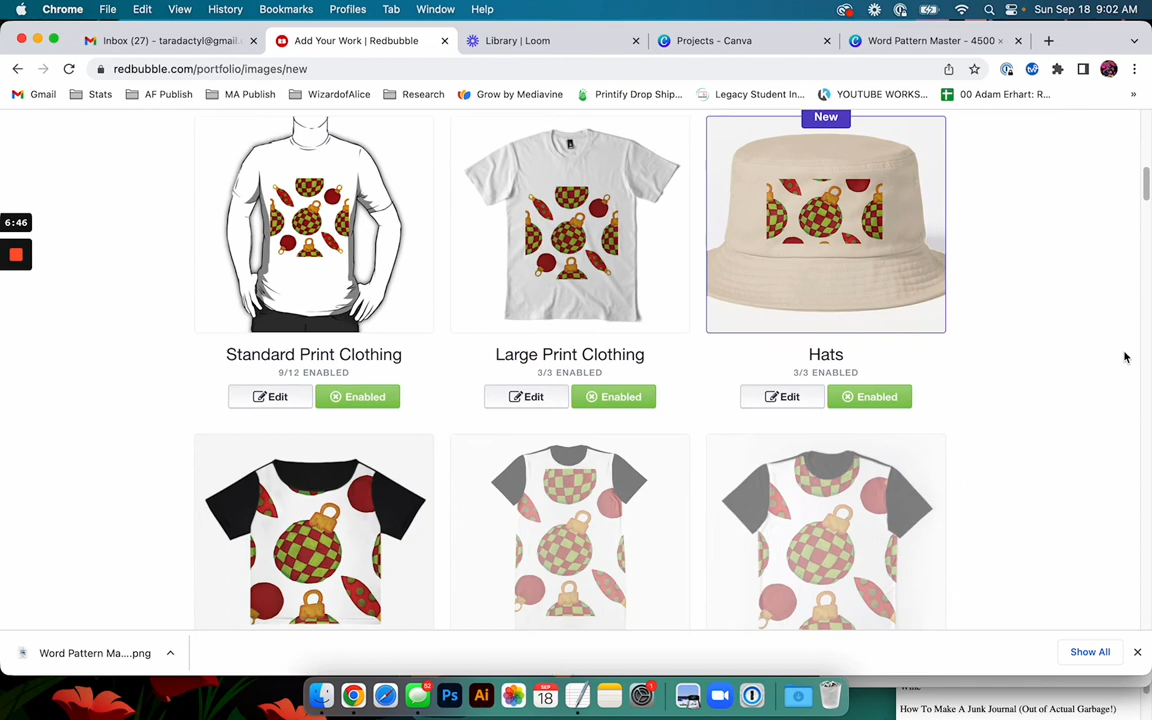 Chrome File Edit View History Bookmarks Profiles Tab Window Help Sun Sep 18 9:02 AM
Inbox (27) - taradactyl@gmail. Add Your Work | Redbubble Library | Loom Projects - Canva Word Pattern Master - 4500 ×
redbubble.com/portfolio/images/new
Gmail Stats AF Publish MA Publish WizardofAlice Research Grow by Mediavine Printify Drop Ship... Legacy Student In... YOUTUBE WORKS... 00 Adam Erhart: R... »
New
6:46
Standard Print Clothing Large Print Clothing Hats
9/12 ENABLED 3/3 ENABLED 3/3 ENABLED
Edit Enabled Edit Enabled Edit Enabled
Word Pattern Ma....png Show All
52 SEP 18 1
How To Make A Junk Journal (Out of Actual Garbage!)